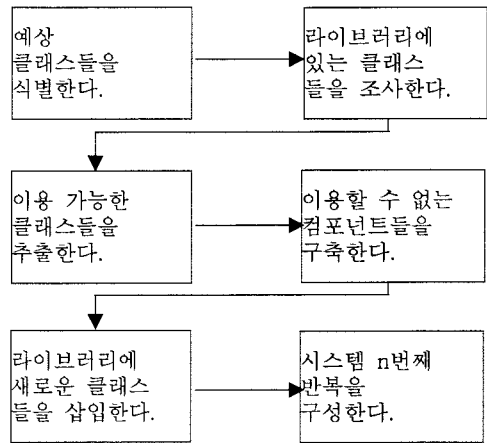 예상
클래스들을
식별한다.
라이브러리에
있는 클래스
들을 조사한다.
이용 가능한
클래스들을
추출한다.
이용할 수 없는
컴포넌트들을
구축한다.
라이브러리에
새로운 클래스
들을 삽입한다.
시스템 n번째
반복을
구성한다.